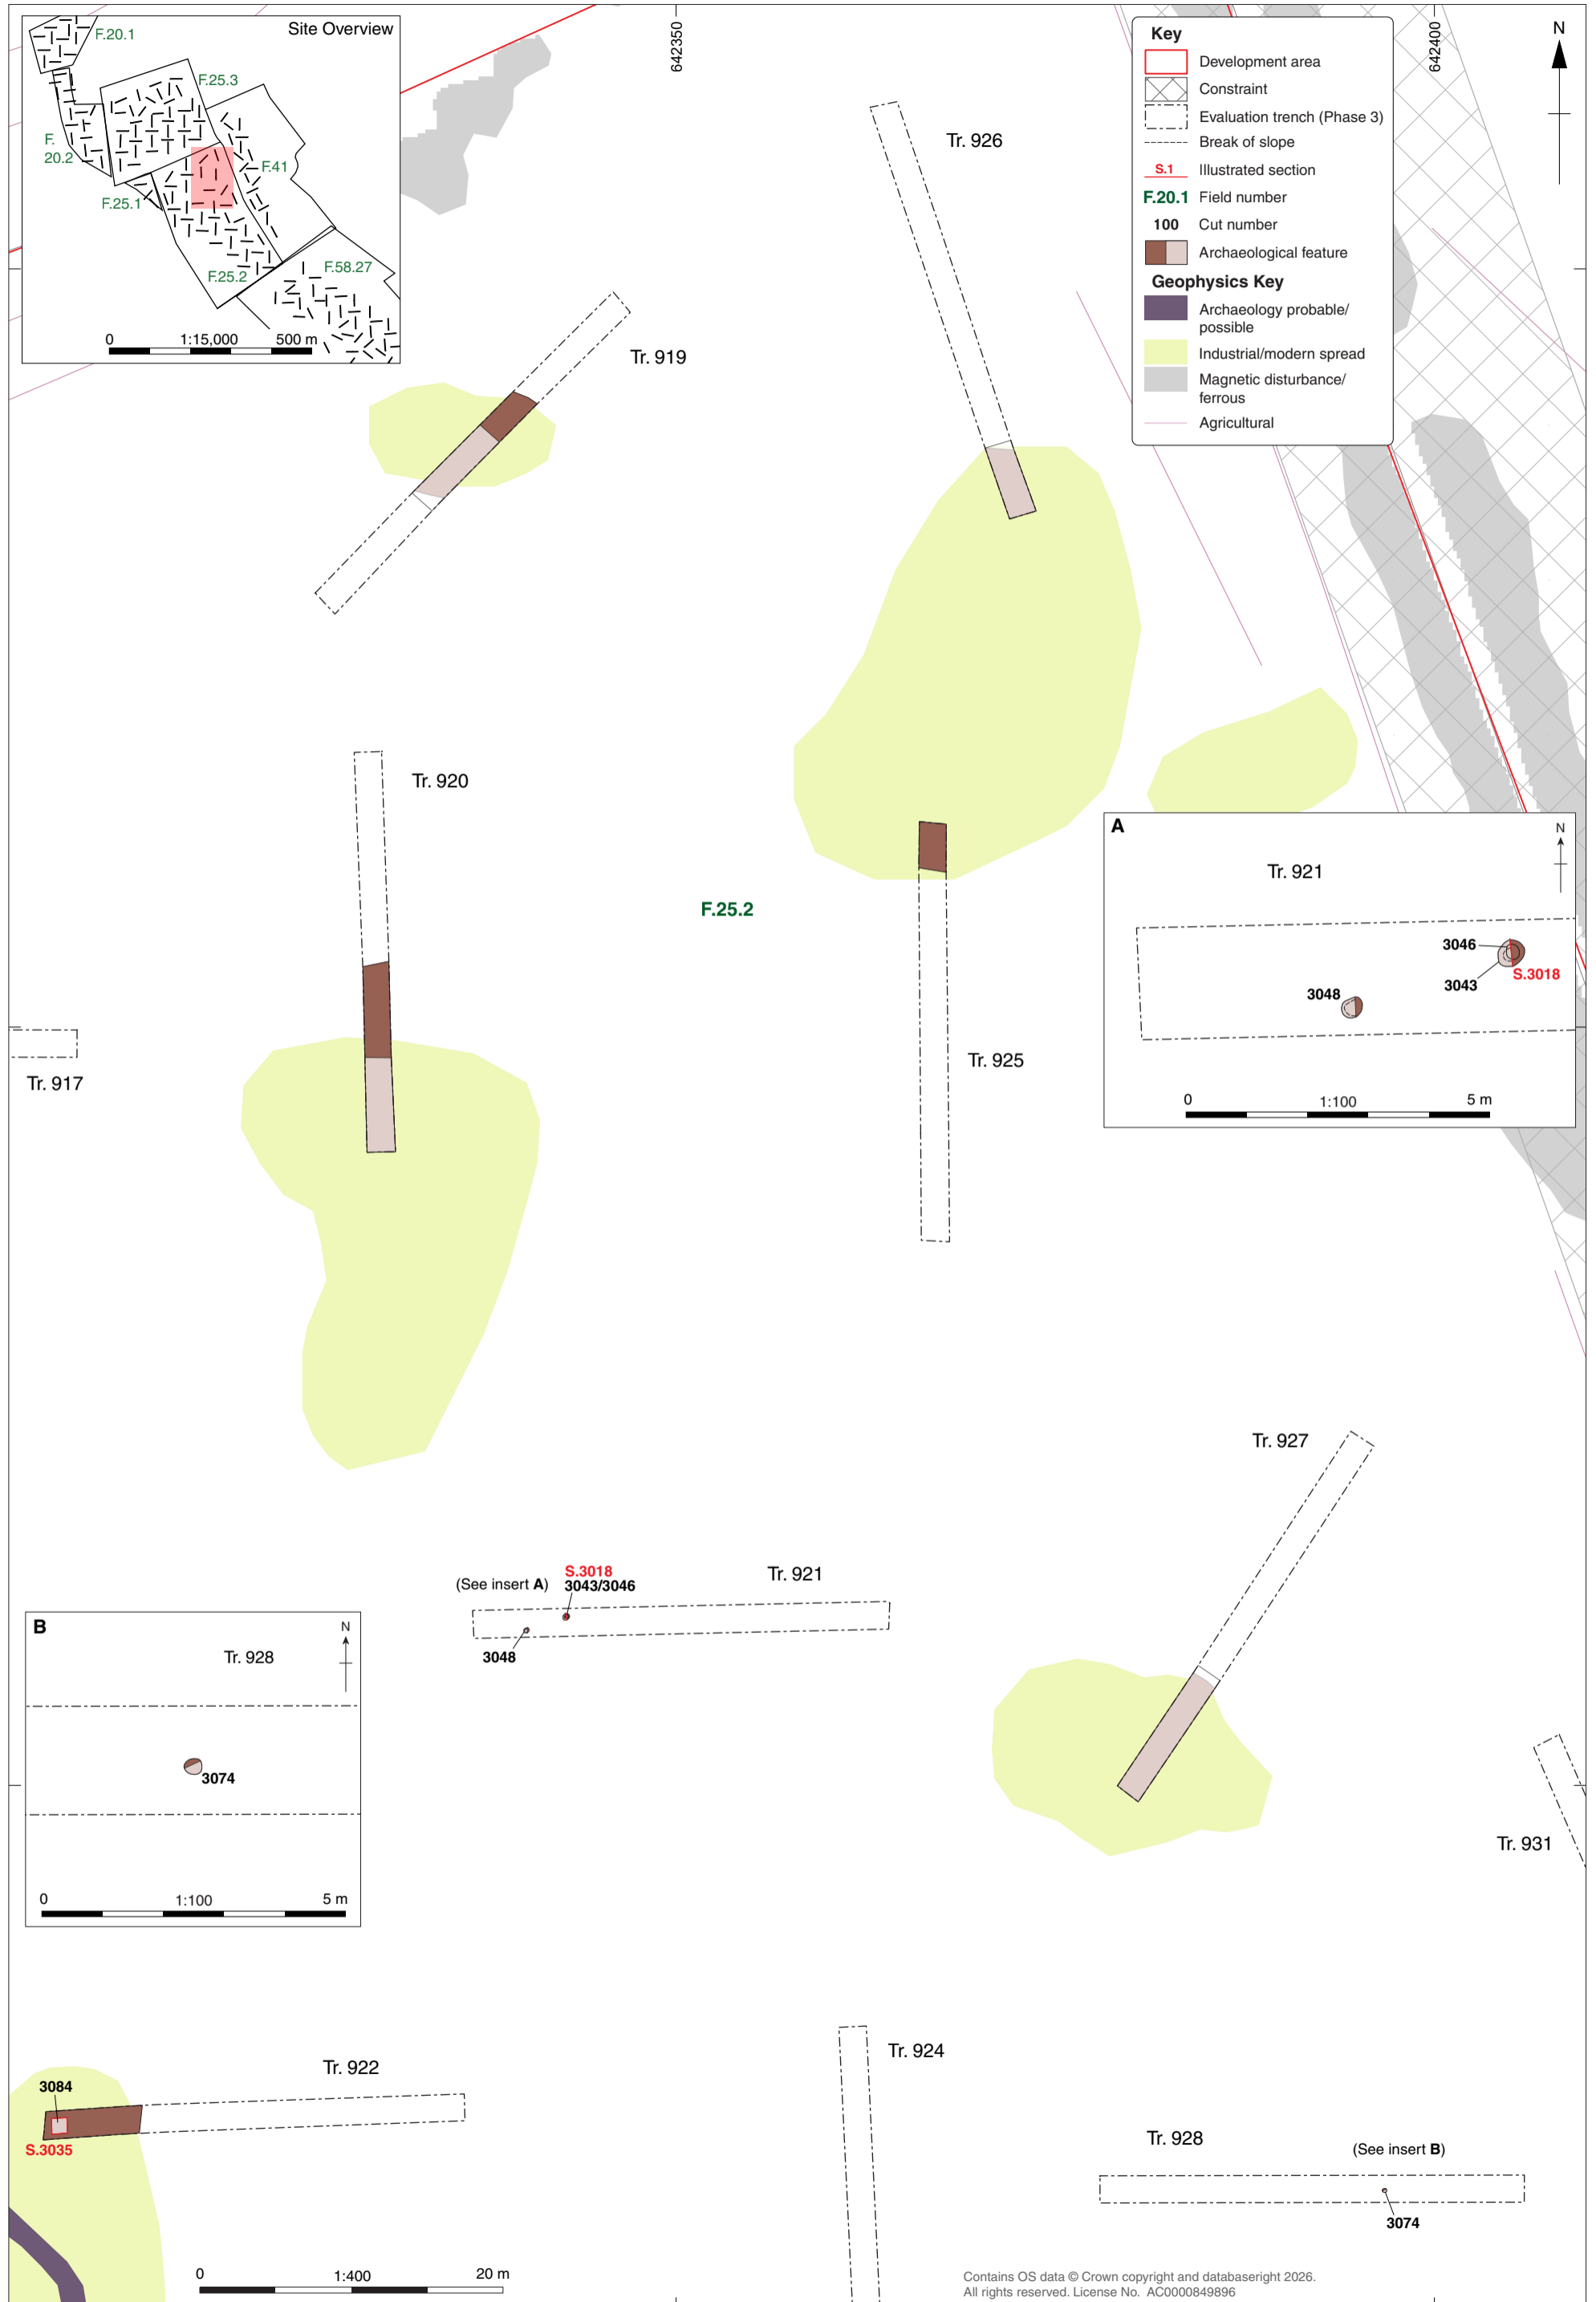 Site Overview
F.20.1
F.25.3
F.
20.2
F.41
F.25.1
F.25.2
F.58.27
0 1:15,000 500 m
642350
642400
N
Key
Development area
Constraint
Evaluation trench (Phase 3)
Break of slope
S.1 Illustrated section
F.20.1 Field number
100 Cut number
Archaeological feature
Geophysics Key
Archaeology probable/
possible
Industrial/modern spread
Magnetic disturbance/
ferrous
Agricultural
Tr. 926
Tr. 919
Tr. 920
F.25.2
Tr. 917
Tr. 925
A
N
Tr. 921
3046
S.3018
3043
3048
0 1:100 5 m
Tr. 927
(See insert A)
S.3018
3043/3046
Tr. 921
3048
B
N
Tr. 928
3074
0 1:100 5 m
Tr. 931
Tr. 922
3084
S.3035
Tr. 924
Tr. 928
(See insert B)
3074
0 1:400 20 m
Contains OS data © Crown copyright and databaseright 2026.
All rights reserved. License No. AC0000849896